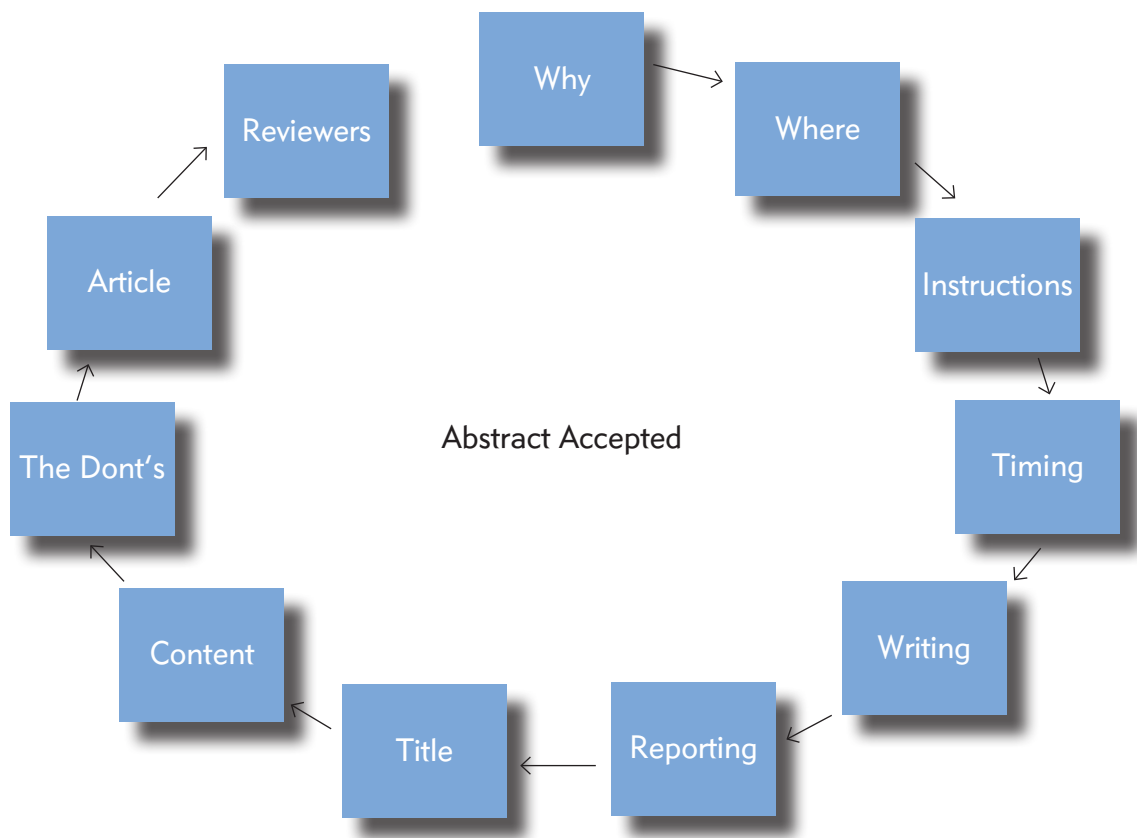 Why
Where
Instructions
Timing
Writing
Reporting
Title
Content
The Dont's
Article
Reviewers
Abstract Accepted